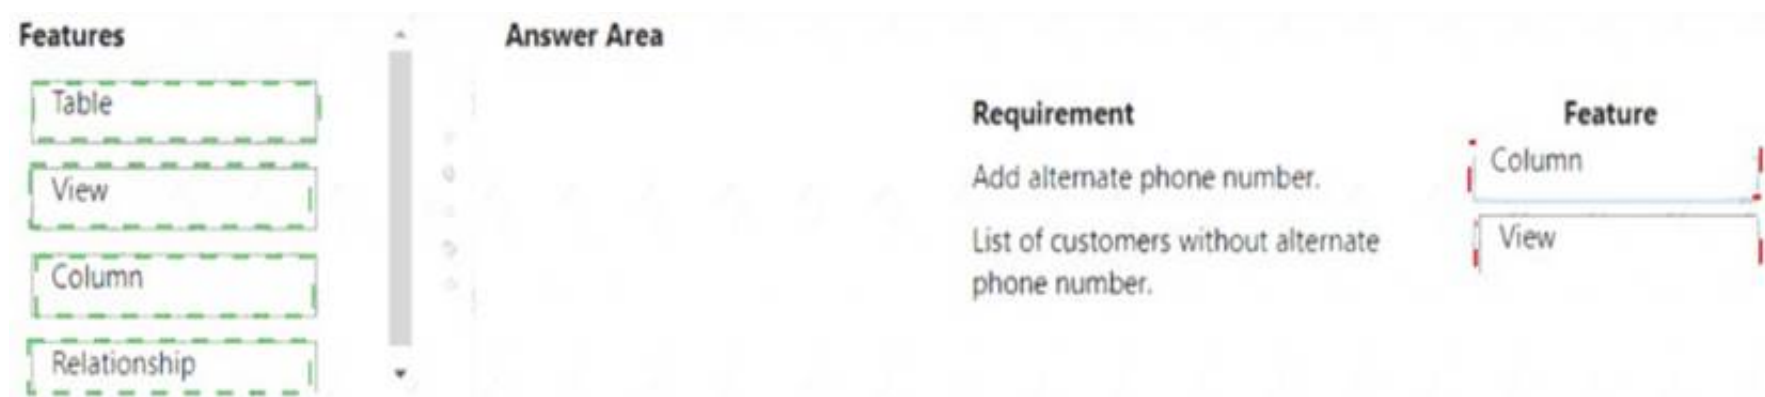 Features
Table
View
Column
Relationship
Answer Area
Requirement
Feature
Add alternate phone number.
Column
List of customers without alternate
phone number.
View